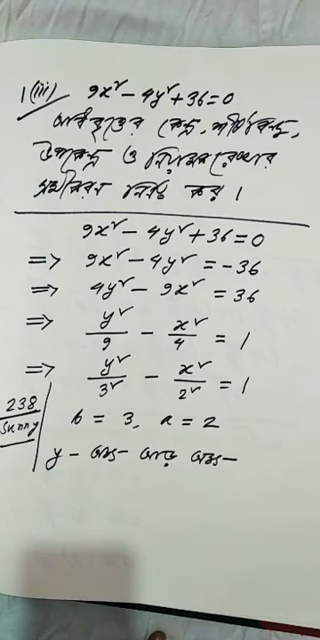 1(iii) 9x² - 4y² + 36 = 0
অধিবৃত্তের কেন্দ্র, শীর্ষবিন্দু,
উপকেন্দ্র ও নিয়ামকরেখার
সমীকরণ নির্ণয় কর।
9x² - 4y² + 36 = 0
=> 9x² - 4y² = -36
=> 4y² - 9x² = 36
=> y²/9 - x²/4 = 1
=> y²/3² - x²/2² = 1
238
Sunny
b = 3, a = 2
y - অক্ষ- আড় অক্ষ-